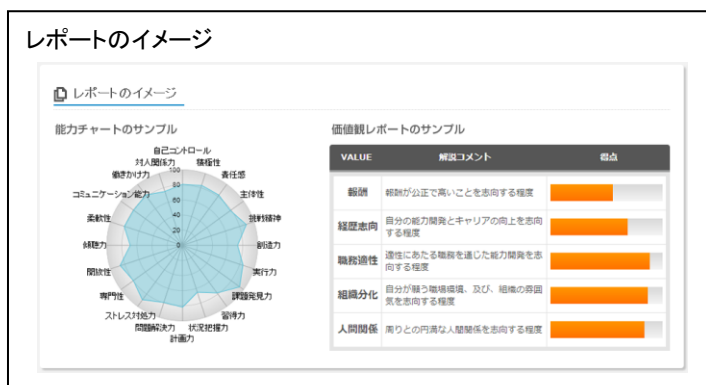 レポートのイメージ
レポートのイメージ
能力チャートのサンプル
自己コントロール
積極性
責任感
主体性
挑戦精神
創造力
実行力
課題発見力
習得力
状況把握力
計画力
問題解決力
ストレス対処力
専門性
開放性
傾聴力
柔軟性
コミュニケーション能力
働きかけ力
対人関係力
100
80
60
40
20
0
価値観レポートのサンプル
VALUE 解説コメント 得点
報酬 報酬が公正で高いことを志向する程度
経歴志向 自分の能力開発とキャリアの向上を志向
する程度
職務適性 適性にあたる職務を通じた能力開発を志
向する程度
組織分化 自分が願う職場環境、及び、組織の雰囲
気を志向する程度
人間関係 周りとの円満な人間関係を志向する程度